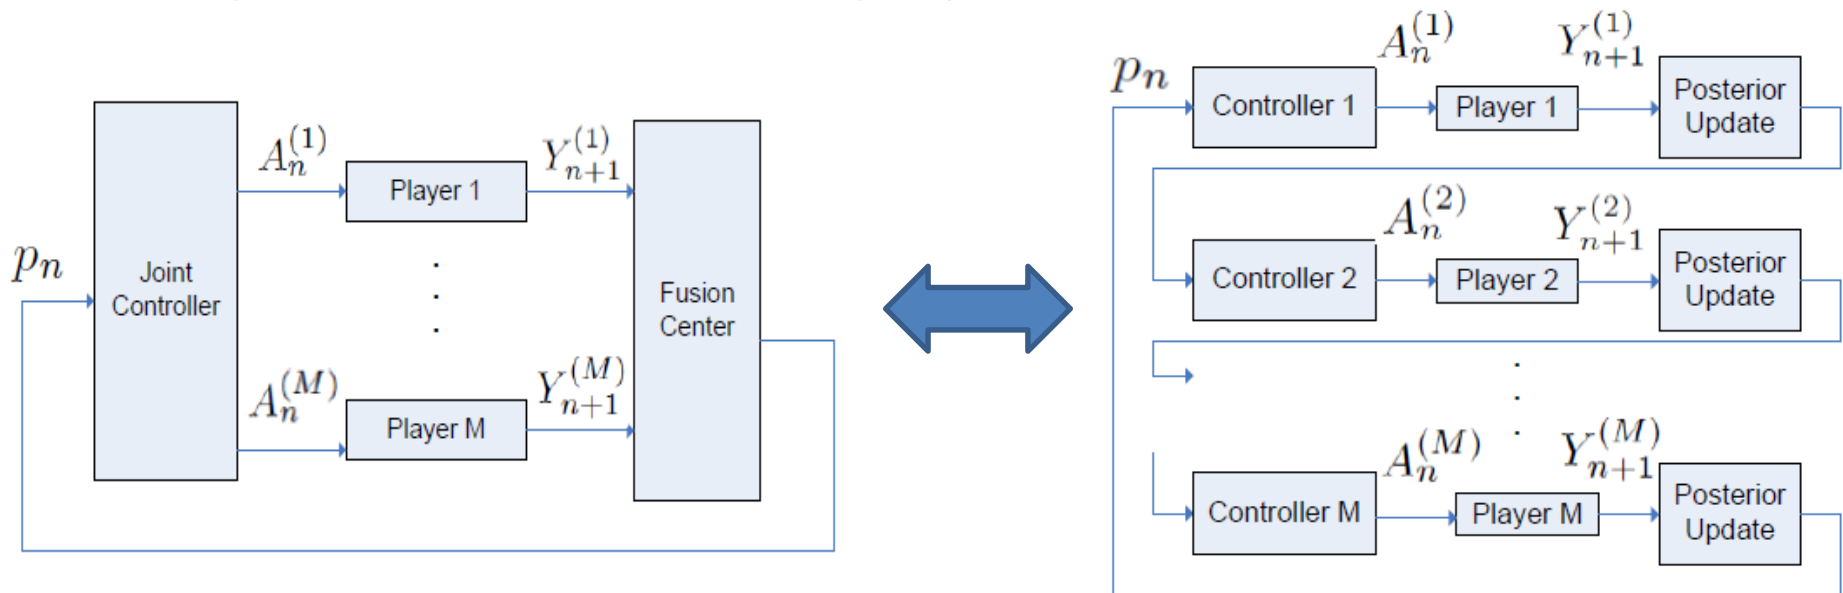 p_n
Joint
Controller
A_n^{(1)}
Player 1
Y_{n+1}^{(1)}
.
.
.
A_n^{(M)}
Player M
Y_{n+1}^{(M)}
Fusion
Center
p_n
Controller 1
A_n^{(1)}
Player 1
Y_{n+1}^{(1)}
Posterior
Update
Controller 2
A_n^{(2)}
Player 2
Y_{n+1}^{(2)}
Posterior
Update
.
.
.
Controller M
A_n^{(M)}
Player M
Y_{n+1}^{(M)}
Posterior
Update